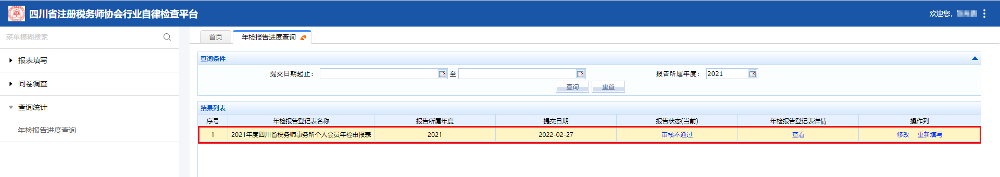 四川省注册税务师协会行业自律检查平台
欢迎您,
菜单模糊搜索
报表填写
问卷调查
查询统计
年检报告进度查询
首页 年检报告进度查询
查询条件
提交日期起止: 至 报告所属年度: 2021
查询 重置
结果列表
序号 年检报告登记表名称 报告所属年度 提交日期 报告状态(当前) 年检报告登记表详情 操作列
1 2021年度四川省税务师事务所个人会员年检申报表 2021 2022-02-27 审核不通过 查看 修改 重新填写